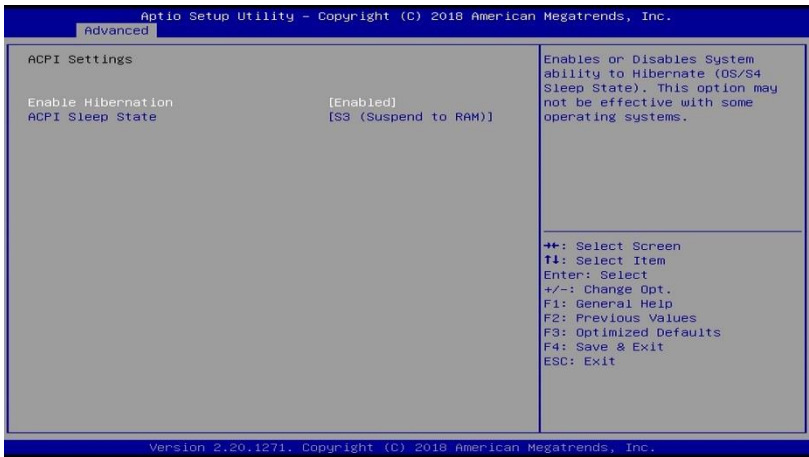 Aptio Setup Utility – Copyright (C) 2018 American Megatrends, Inc.
Advanced
ACPI Settings
Enable Hibernation [Enabled]
ACPI Sleep State [S3 (Suspend to RAM)]
Enables or Disables System
ability to Hibernate (OS/S4
Sleep State). This option may
not be effective with some
operating systems.
→←: Select Screen
↑↓: Select Item
Enter: Select
+/-: Change Opt.
F1: General Help
F2: Previous Values
F3: Optimized Defaults
F4: Save & Exit
ESC: Exit
Version 2.20.1271. Copyright (C) 2018 American Megatrends, Inc.